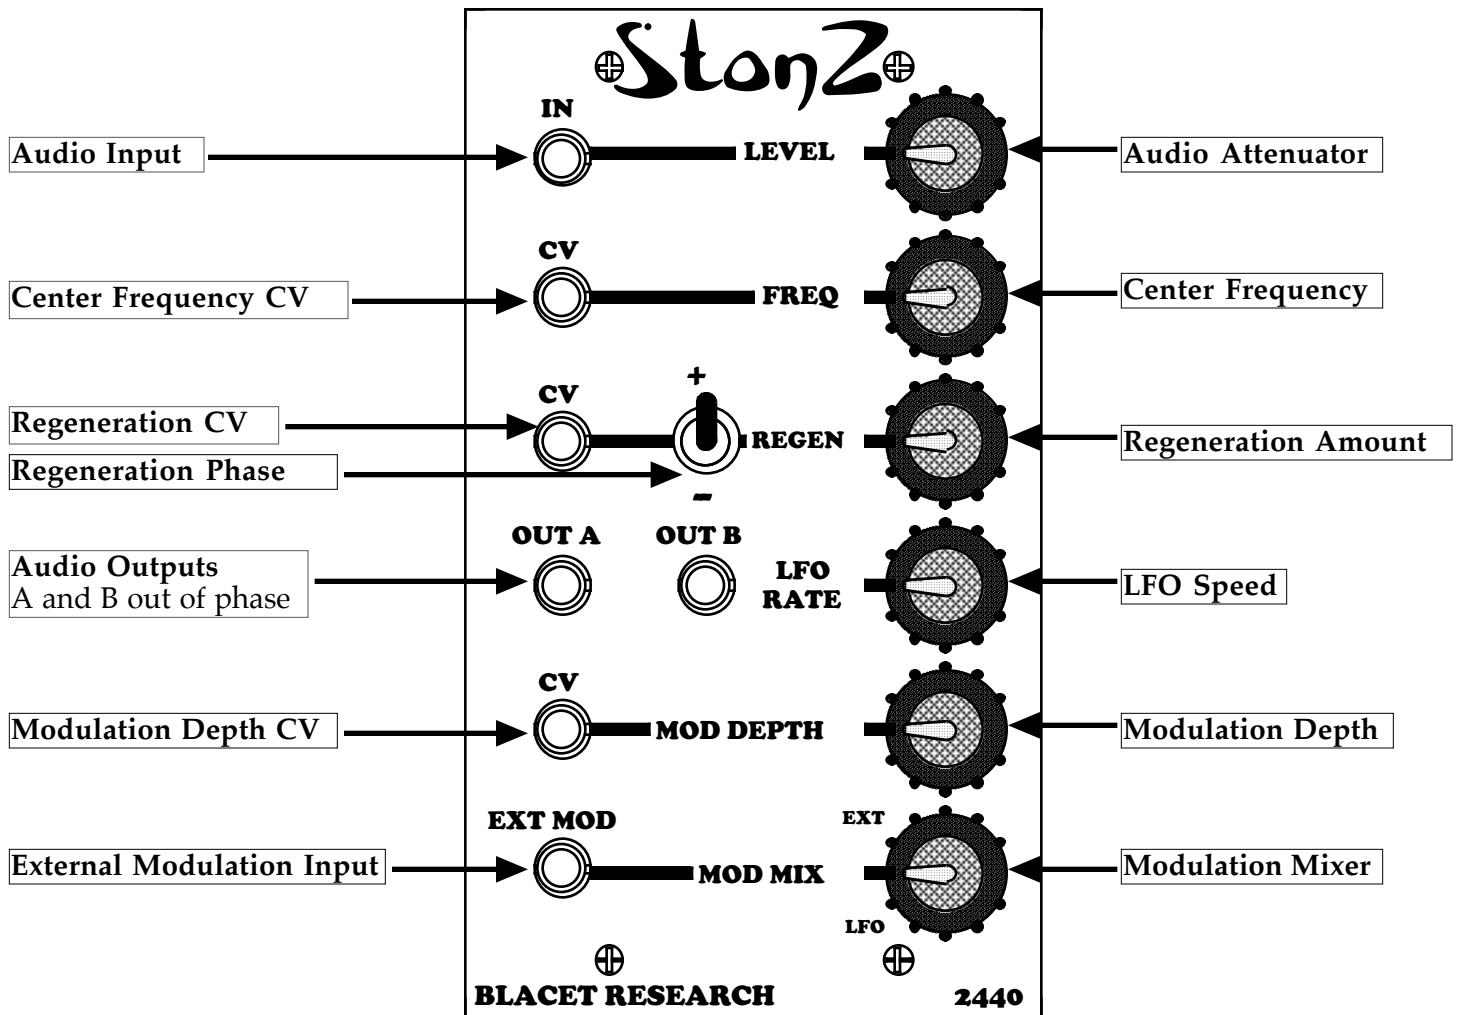 StonZ
IN
Audio Input
LEVEL
Audio Attenuator
CV
Center Frequency CV
FREQ
Center Frequency
+
CV
Regeneration CV
REGEN
Regeneration Amount
Regeneration Phase
–
OUT A
OUT B
Audio Outputs
A and B out of phase
LFO
RATE
LFO Speed
CV
Modulation Depth CV
MOD DEPTH
Modulation Depth
EXT MOD
EXT
External Modulation Input
MOD MIX
Modulation Mixer
LFO
BLACET RESEARCH
2440